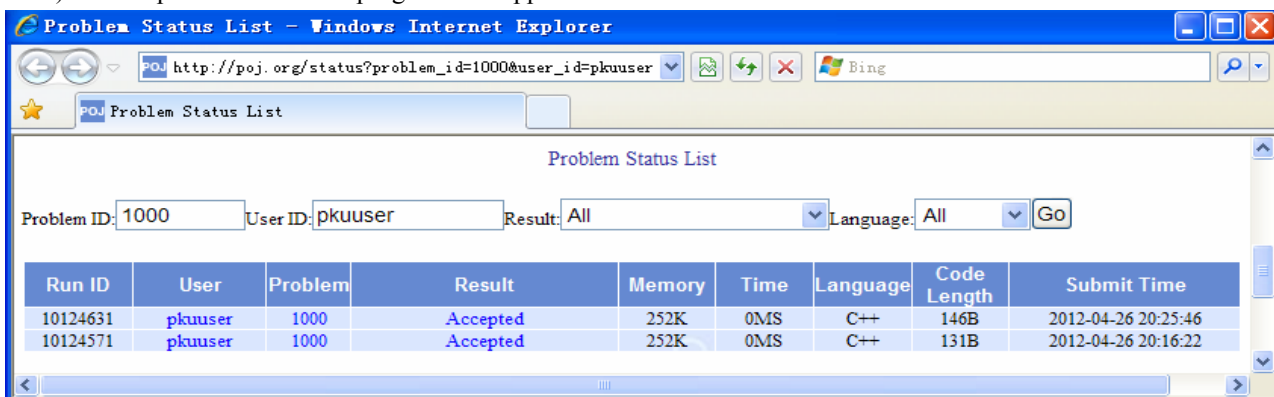 Problem Status List - Windows Internet Explorer
POJ http://poj.org/status?problem_id=1000&user_id=pkuuser Bing
POJ Problem Status List
Problem Status List
Problem ID: 1000 User ID: pkuuser Result: All Language: All Go
Run ID User Problem Result Memory Time Language Code Length Submit Time
10124631 pkuuser 1000 Accepted 252K 0MS C++ 146B 2012-04-26 20:25:46
10124571 pkuuser 1000 Accepted 252K 0MS C++ 131B 2012-04-26 20:16:22